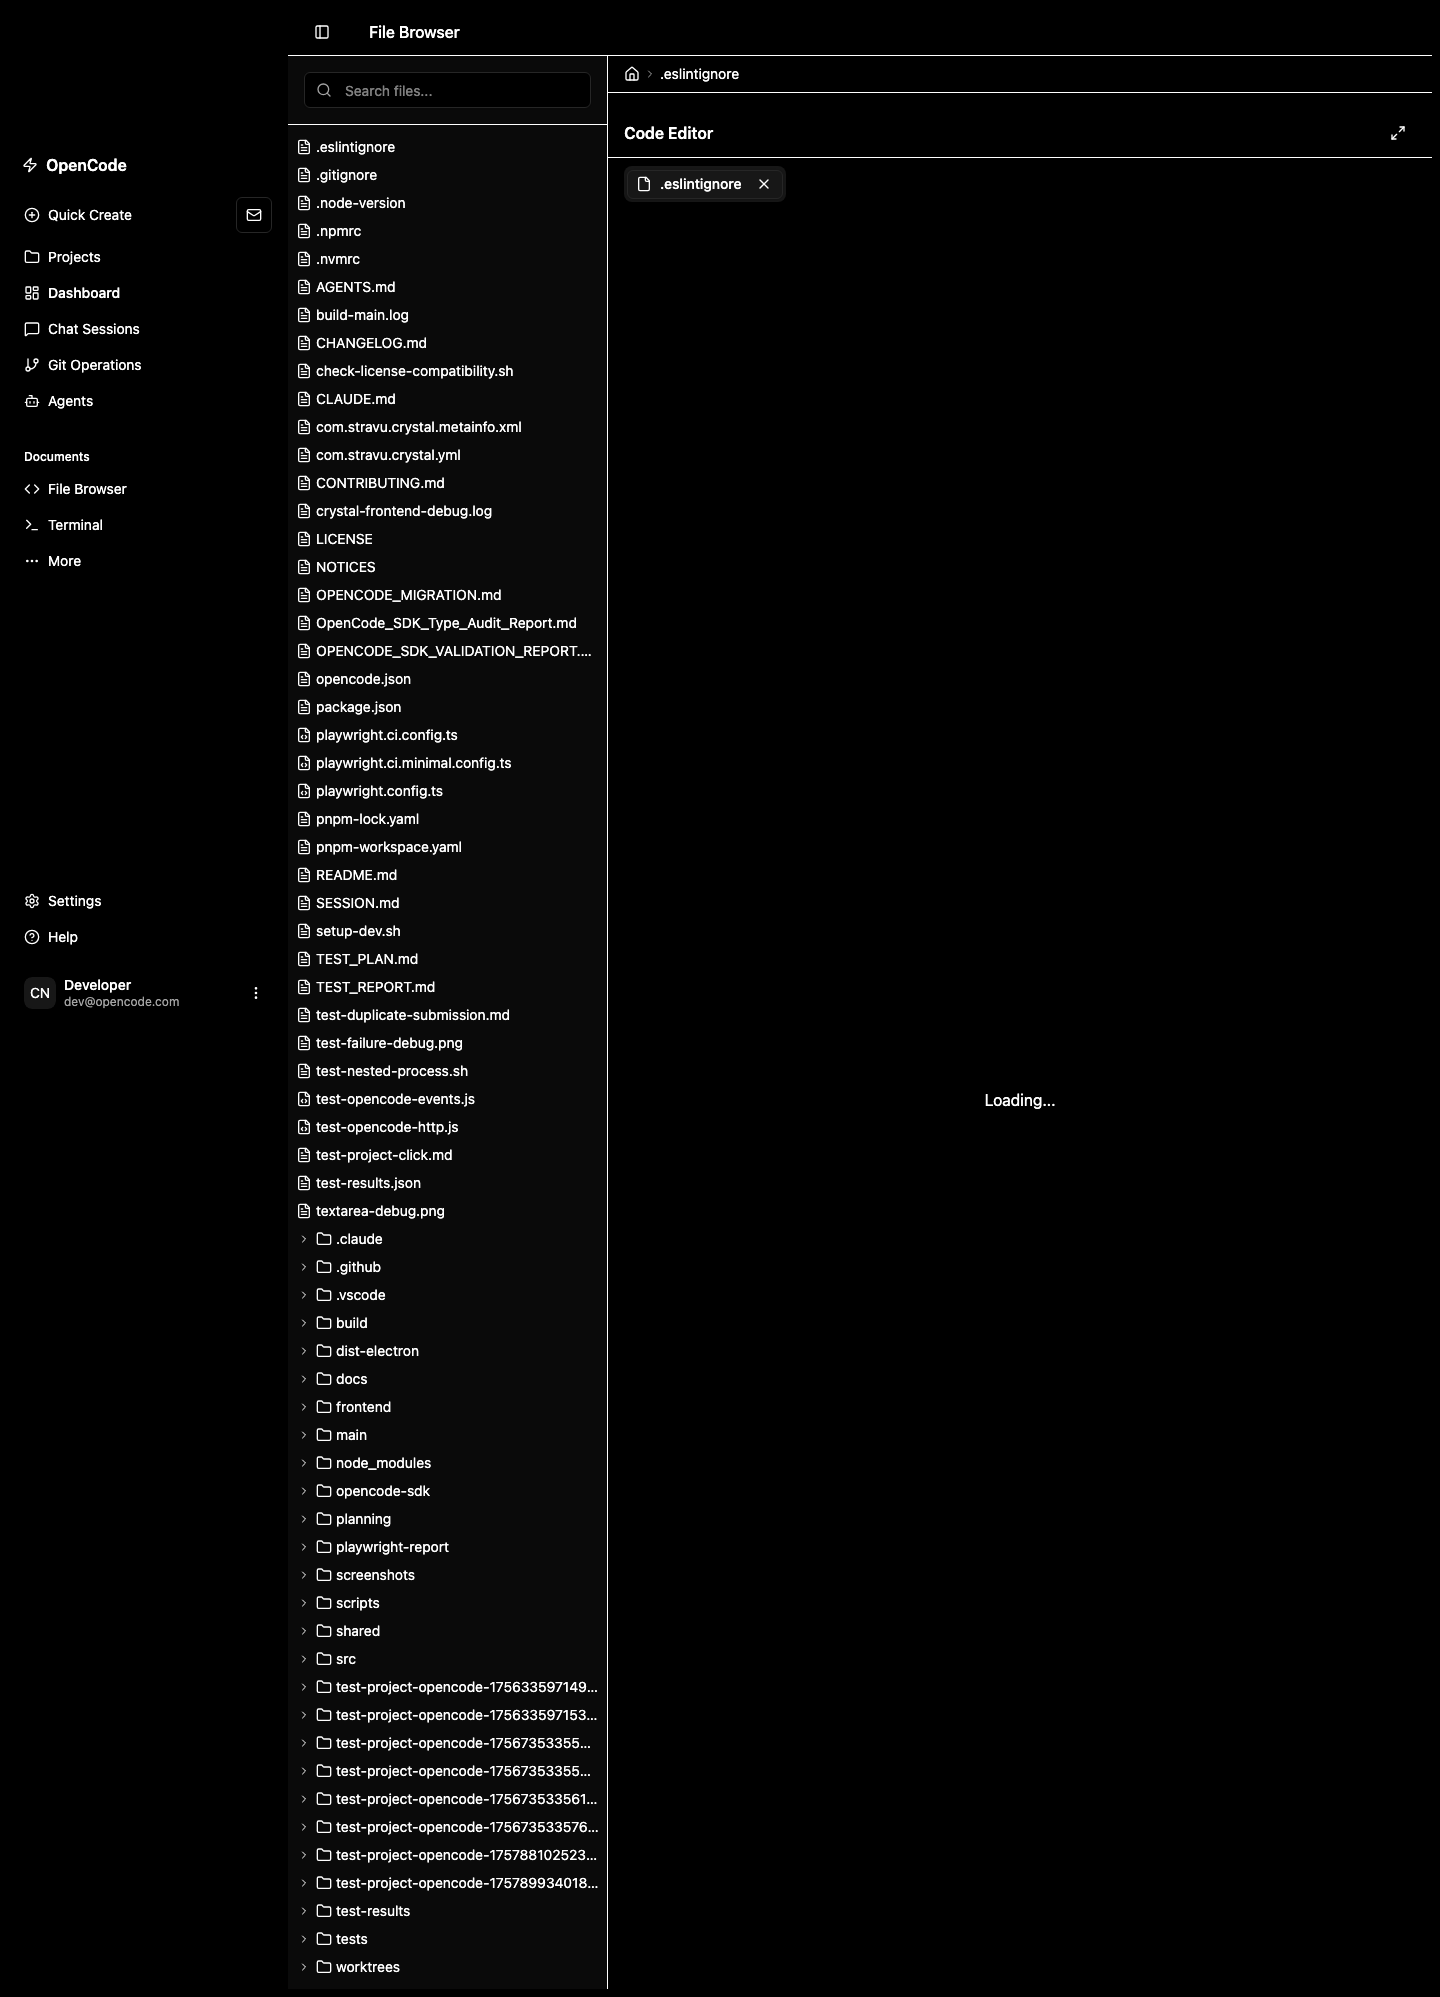 File Browser
OpenCode
Quick Create
Projects
Dashboard
Chat Sessions
Git Operations
Agents
Documents
File Browser
Terminal
More
Settings
Help
CN
Developer
dev@opencode.com
Search files...
.eslintignore
.gitignore
.node-version
.npmrc
.nvmrc
AGENTS.md
build-main.log
CHANGELOG.md
check-license-compatibility.sh
CLAUDE.md
com.stravu.crystal.metainfo.xml
com.stravu.crystal.yml
CONTRIBUTING.md
crystal-frontend-debug.log
LICENSE
NOTICES
OPENCODE_MIGRATION.md
OpenCode_SDK_Type_Audit_Report.md
OPENCODE_SDK_VALIDATION_REPORT....
opencode.json
package.json
playwright.ci.config.ts
playwright.ci.minimal.config.ts
playwright.config.ts
pnpm-lock.yaml
pnpm-workspace.yaml
README.md
SESSION.md
setup-dev.sh
TEST_PLAN.md
TEST_REPORT.md
test-duplicate-submission.md
test-failure-debug.png
test-nested-process.sh
test-opencode-events.js
test-opencode-http.js
test-project-click.md
test-results.json
textarea-debug.png
.claude
.github
.vscode
build
dist-electron
docs
frontend
main
node_modules
opencode-sdk
planning
playwright-report
screenshots
scripts
shared
src
test-project-opencode-175633597149...
test-project-opencode-175633597153...
test-project-opencode-17567353355...
test-project-opencode-17567353355...
test-project-opencode-175673533561...
test-project-opencode-175673533576...
test-project-opencode-175788102523...
test-project-opencode-175789934018...
test-results
tests
worktrees
.eslintignore
Code Editor
.eslintignore
Loading...